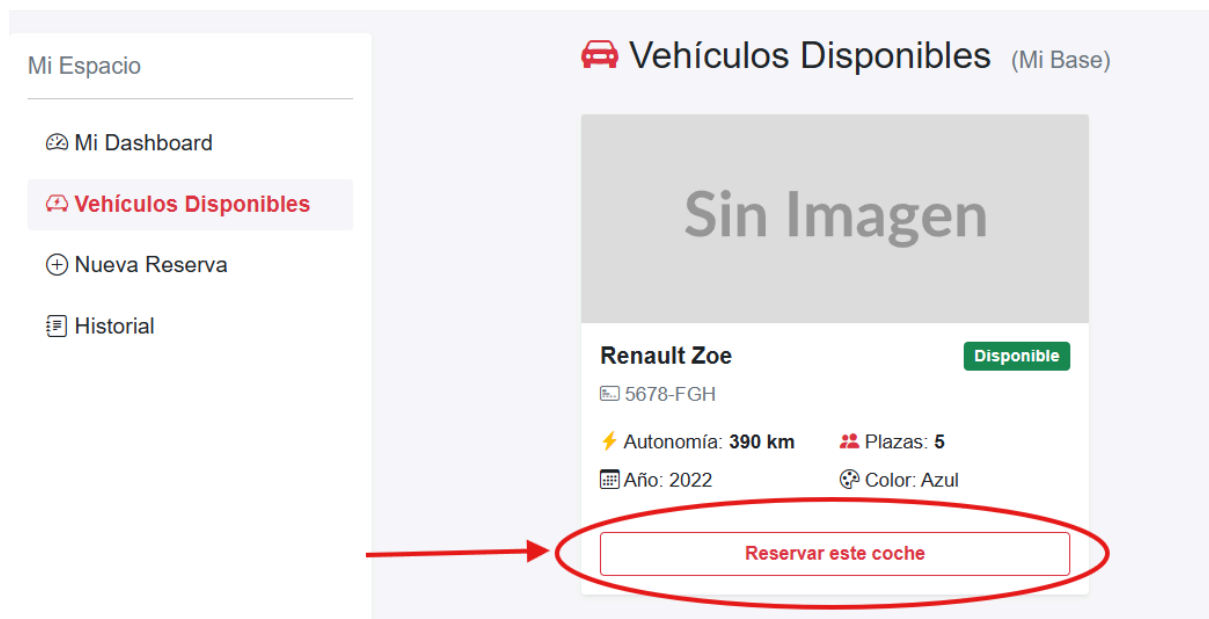 Mi Espacio
Mi Dashboard
Vehículos Disponibles
Nueva Reserva
Historial
Vehículos Disponibles (Mi Base)
Sin Imagen
Renault Zoe Disponible
5678-FGH
Autonomía: 390 km Plazas: 5
Año: 2022 Color: Azul
Reservar este coche